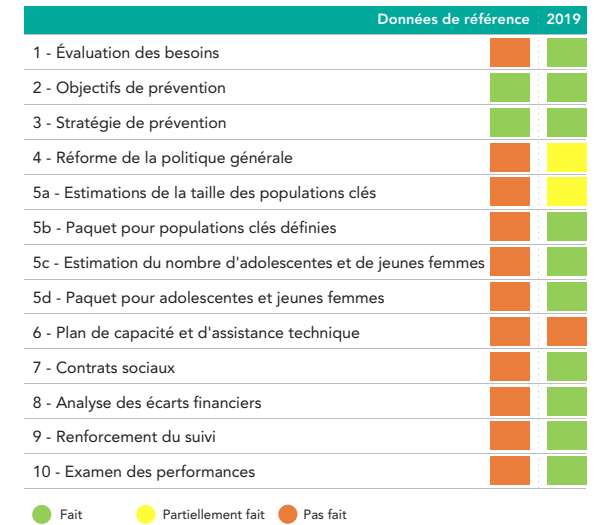 Données de référence 2019
1 - Évaluation des besoins
2 - Objectifs de prévention
3 - Stratégie de prévention
4 - Réforme de la politique générale
5a - Estimations de la taille des populations clés
5b - Paquet pour populations clés définies
5c - Estimation du nombre d'adolescentes et de jeunes femmes
5d - Paquet pour adolescentes et jeunes femmes
6 - Plan de capacité et d'assistance technique
7 - Contrats sociaux
8 - Analyse des écarts financiers
9 - Renforcement du suivi
10 - Examen des performances
Fait Partiellement fait Pas fait